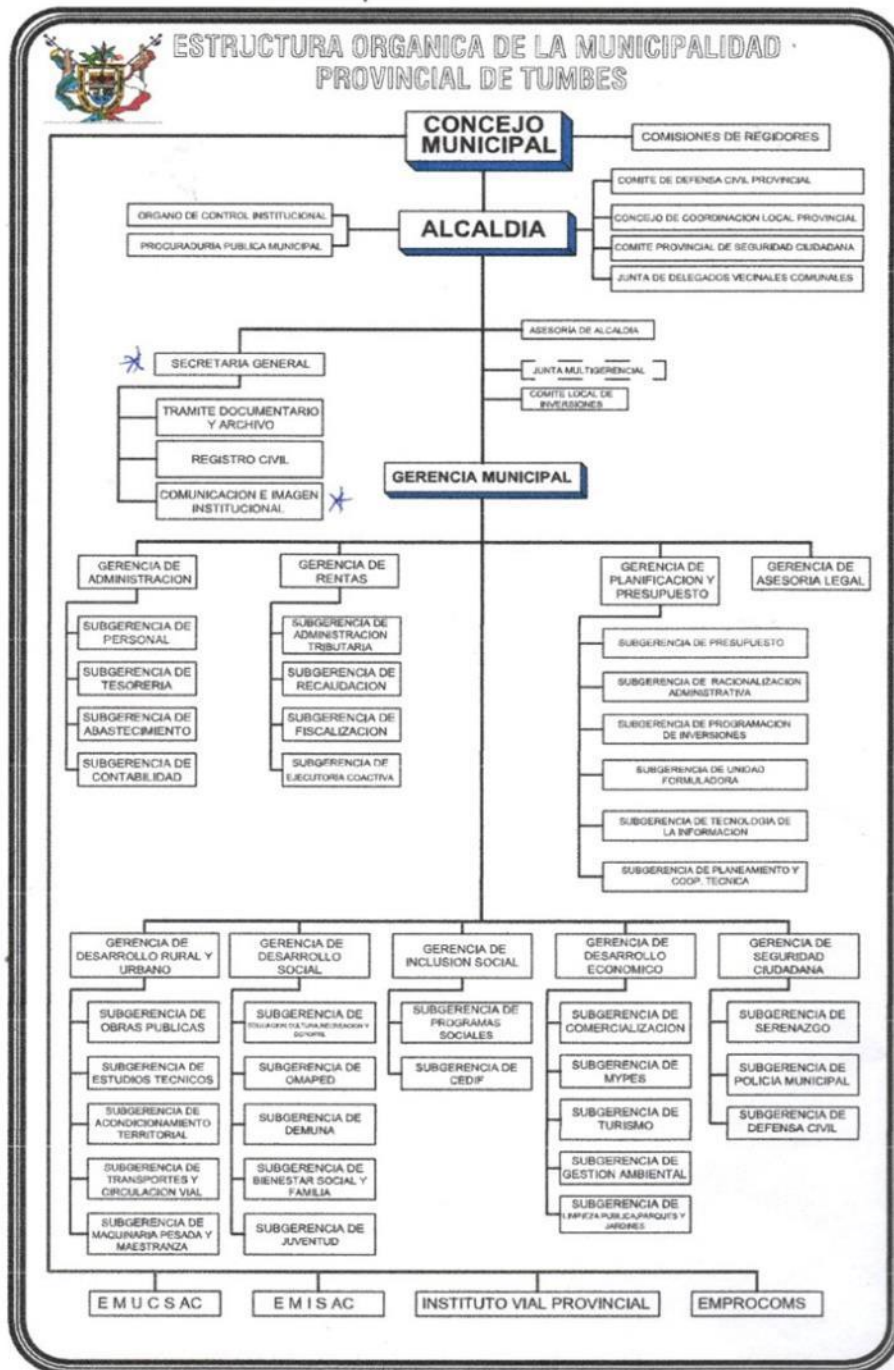 ESTRUCTURA ORGANICA DE LA MUNICIPALIDAD
PROVINCIAL DE TUMBES
CONCEJO
MUNICIPAL
COMISIONES DE REGIDORES
COMITE DE DEFENSA CIVIL PROVINCIAL
ORGANO DE CONTROL INSTITUCIONAL
CONCEJO DE COORDINACION LOCAL PROVINCIAL
ALCALDIA
PROCURADURIA PUBLICA MUNICIPAL
COMITE PROVINCIAL DE SEGURIDAD CIUDADANA
JUNTA DE DELEGADOS VECINALES COMUNALES
ASESORÍA DE ALCALDIA
SECRETARIA GENERAL
JUNTA MULTIGERENCIAL
COMITE LOCAL DE
INVERSIONES
TRAMITE DOCUMENTARIO
Y ARCHIVO
REGISTRO CIVIL
COMUNICACION E IMAGEN
INSTITUCIONAL
GERENCIA MUNICIPAL
GERENCIA DE
ADMINISTRACION
GERENCIA DE
RENTAS
GERENCIA DE
PLANIFICACION Y
PRESUPUESTO
GERENCIA DE
ASESORIA LEGAL
SUBGERENCIA DE
PERSONAL
SUBGERENCIA DE
TESORERIA
SUBGERENCIA DE
ABASTECIMIENTO
SUBGERENCIA DE
CONTABILIDAD
SUBGERENCIA DE
ADMINISTRACION
TRIBUTARIA
SUBGERENCIA DE
RECAUDACION
SUBGERENCIA DE
FISCALIZACION
SUBGERENCIA DE
EJECUTORIA COACTIVA
SUBGERENCIA DE PRESUPUESTO
SUBGERENCIA DE RACIONALIZACION
ADMINISTRATIVA
SUBGERENCIA DE PROGRAMACION
DE INVERSIONES
SUBGERENCIA DE UNIDAD
FORMULADORA
SUBGERENCIA DE TECNOLOGIA DE
LA INFORMACION
SUBGERENCIA DE PLANEAMIENTO Y
COOP. TECNICA
GERENCIA DE
DESARROLLO RURAL Y
URBANO
GERENCIA DE
DESARROLLO
SOCIAL
GERENCIA DE
INCLUSION SOCIAL
GERENCIA DE
DESARROLLO
ECONOMICO
GERENCIA DE
SEGURIDAD
CIUDADANA
SUBGERENCIA DE
OBRAS PUBLICAS
SUBGERENCIA DE
ESTUDIOS TECNICOS
SUBGERENCIA DE
ACONDICIONAMIENTO
TERRITORIAL
SUBGERENCIA DE
TRANSPORTES Y
CIRCULACION VIAL
SUBGERENCIA DE
MAQUINARIA PESADA Y
MAESTRANZA
SUBGERENCIA DE
EDUCACION,CULTURA,RECREACION Y
DEPORTE
SUBGERENCIA DE
OMAPED
SUBGERENCIA DE
DEMUNA
SUBGERENCIA DE
BIENESTAR SOCIAL Y
FAMILIA
SUBGERENCIA DE
JUVENTUD
SUBGERENCIA DE
PROGRAMAS
SOCIALES
SUBGERENCIA DE
CEDIF
SUBGERENCIA DE
COMERCIALIZACION
SUBGERENCIA DE
MYPES
SUBGERENCIA DE
TURISMO
SUBGERENCIA DE
GESTION AMBIENTAL
SUBGERENCIA DE
LIMPIEZA PUBLICA,PARQUES Y
JARDINES
SUBGERENCIA DE
SERENAZGO
SUBGERENCIA DE
POLICIA MUNICIPAL
SUBGERENCIA DE
DEFENSA CIVIL
E M U C S A C
E M I S A C
INSTITUTO VIAL PROVINCIAL
EMPROCOMS